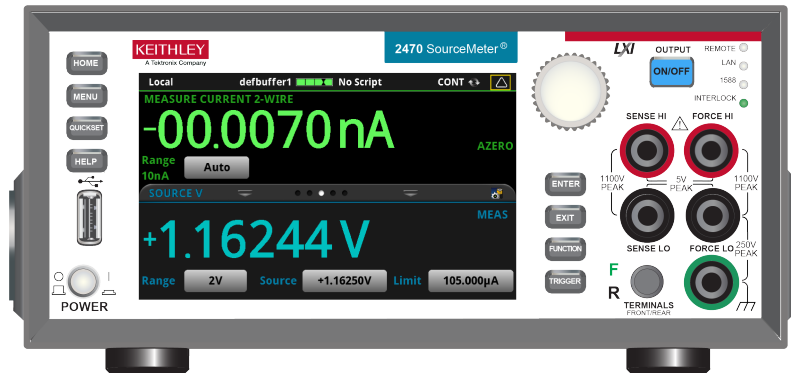 KEITHLEY
A Tektronix Company
2470 SourceMeter®
LXI
OUTPUT
ON/OFF
REMOTE
LAN
1588
INTERLOCK
HOME
MENU
QUICKSET
HELP
POWER
Local defbuffer1 No Script CONT
MEASURE CURRENT 2-WIRE
-00.0070 nA
AZERO
Range Auto
10nA
SOURCE V
MEAS
+1.16244 V
Range 2V Source +1.16250V Limit 105.000µA
ENTER
EXIT
FUNCTION
TRIGGER
SENSE HI FORCE HI
1100V
PEAK
5V
PEAK
1100V
PEAK
SENSE LO FORCE LO
250V
PEAK
F
R
TERMINALS
FRONT/REAR